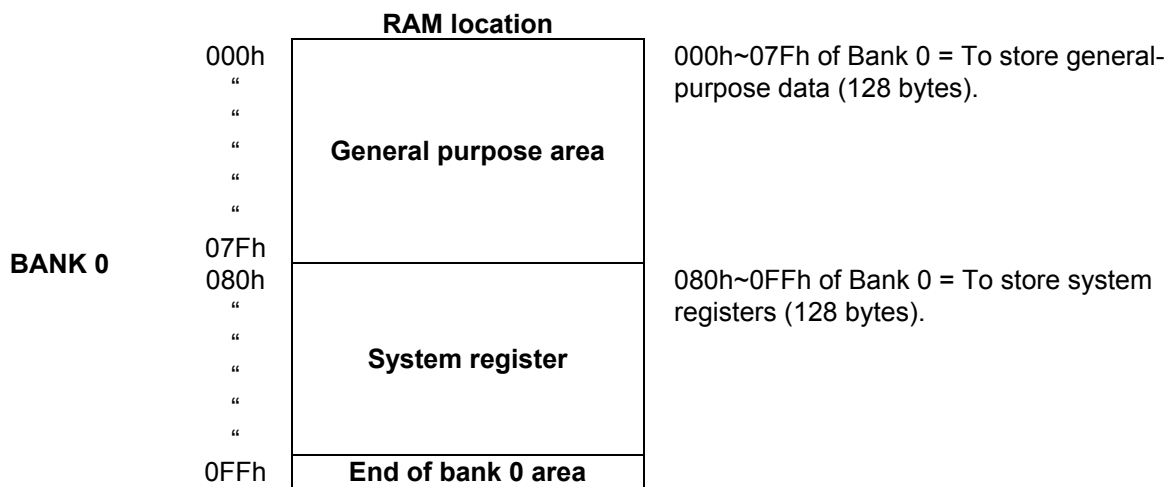 RAM location
000h
“
“
“
“
“
07Fh
General purpose area
000h~07Fh of Bank 0 = To store general-
purpose data (128 bytes).
BANK 0
080h
“
“
“
“
“
System register
080h~0FFh of Bank 0 = To store system
registers (128 bytes).
0FFh
End of bank 0 area